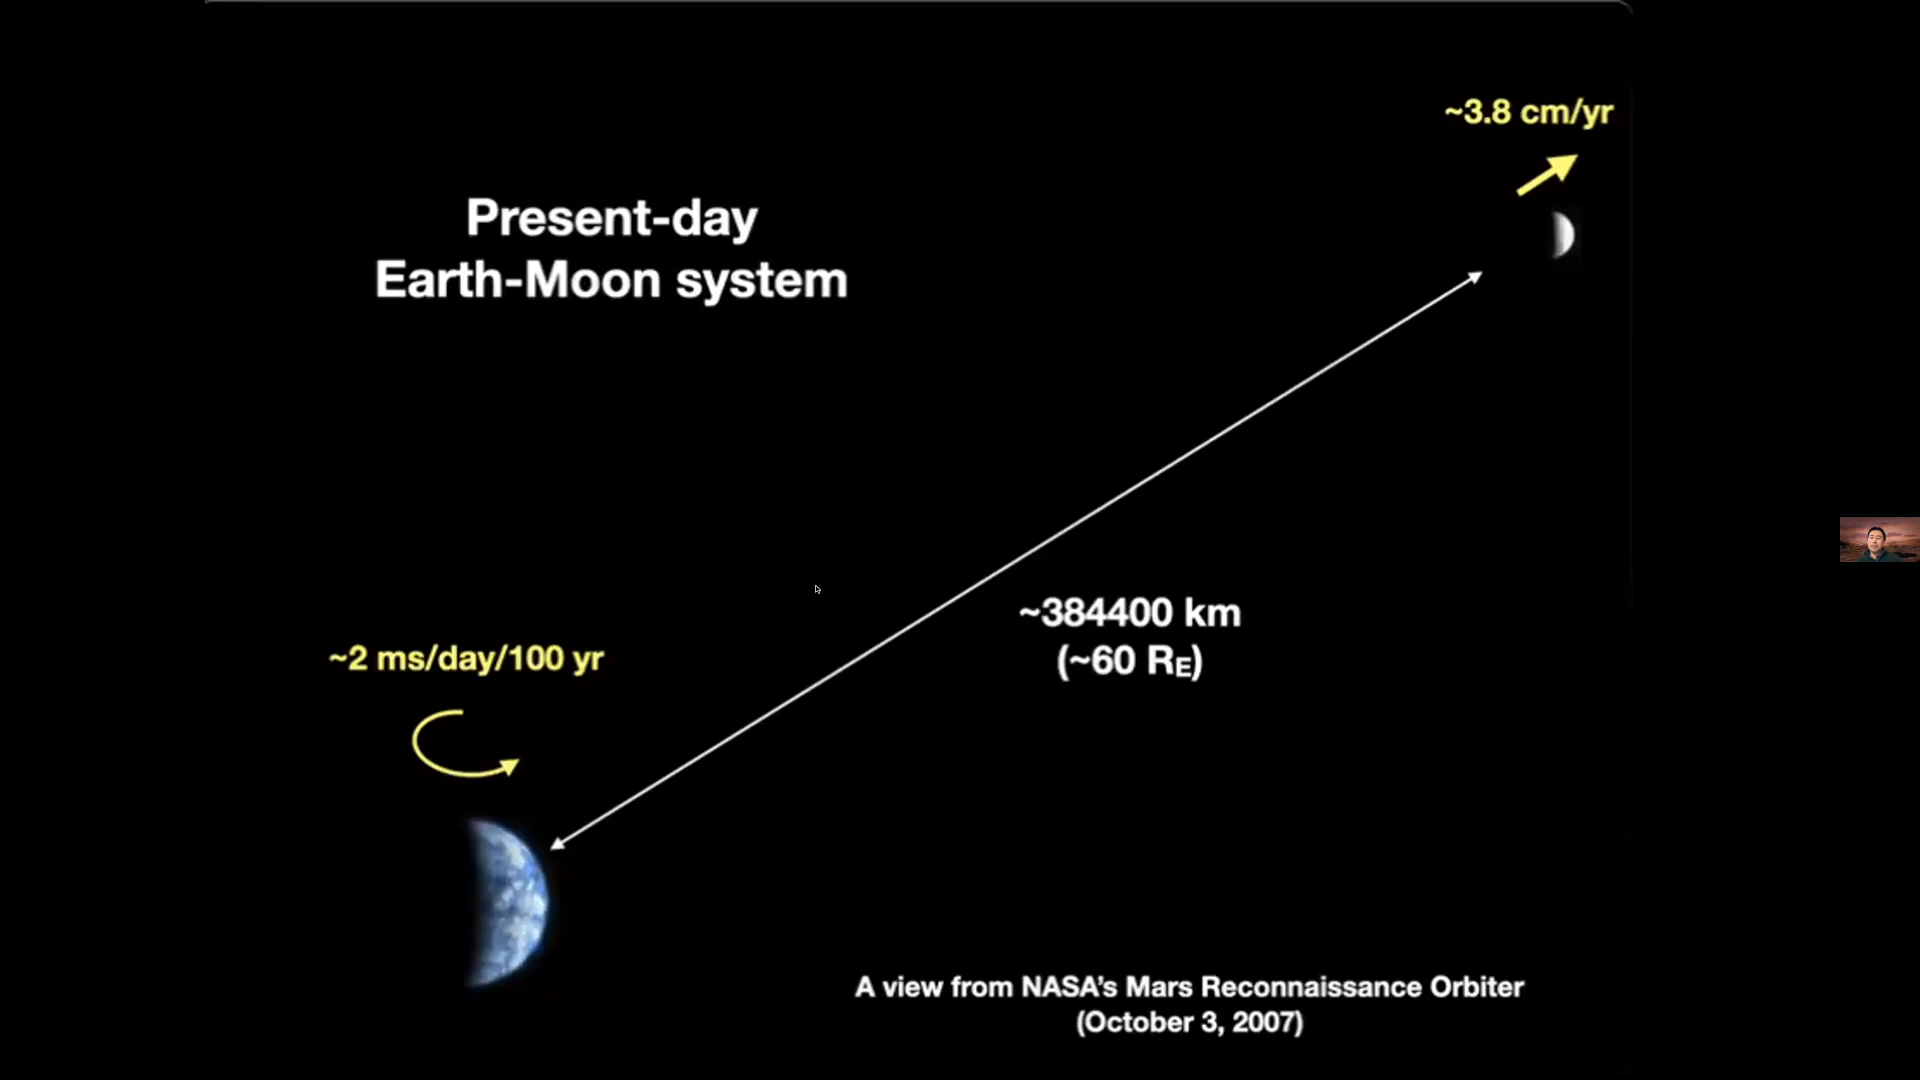 ~3.8 cm/yr
Present-day
Earth-Moon system
~384400 km
(~60 RE)
~2 ms/day/100 yr
A view from NASA's Mars Reconnaissance Orbiter
(October 3, 2007)